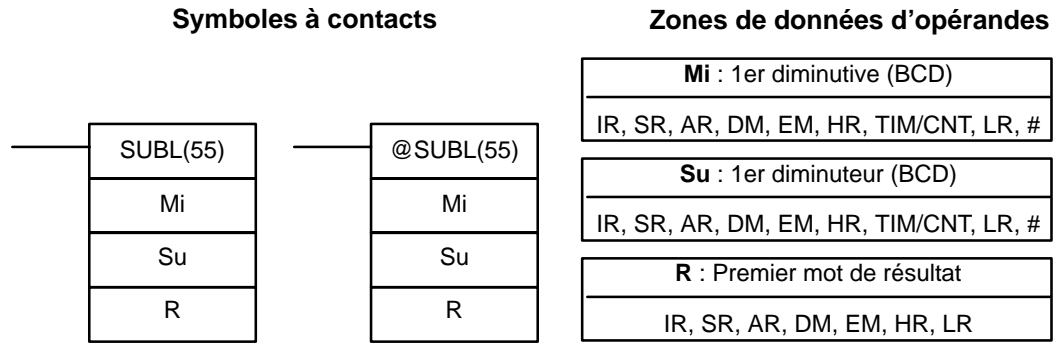 Symboles à contacts
Zones de données d’opérandes
SUBL(55)
Mi
Su
R
@SUBL(55)
Mi
Su
R
Mi : 1er diminutive (BCD)
IR, SR, AR, DM, EM, HR, TIM/CNT, LR, #
Su : 1er diminuteur (BCD)
IR, SR, AR, DM, EM, HR, TIM/CNT, LR, #
R : Premier mot de résultat
IR, SR, AR, DM, EM, HR, LR